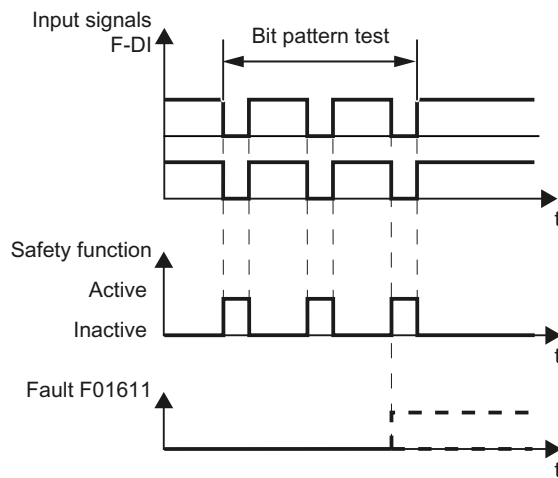 Input signals
F-DI
Bit pattern test
t
Safety function
Active
Inactive
t
Fault F01611
t